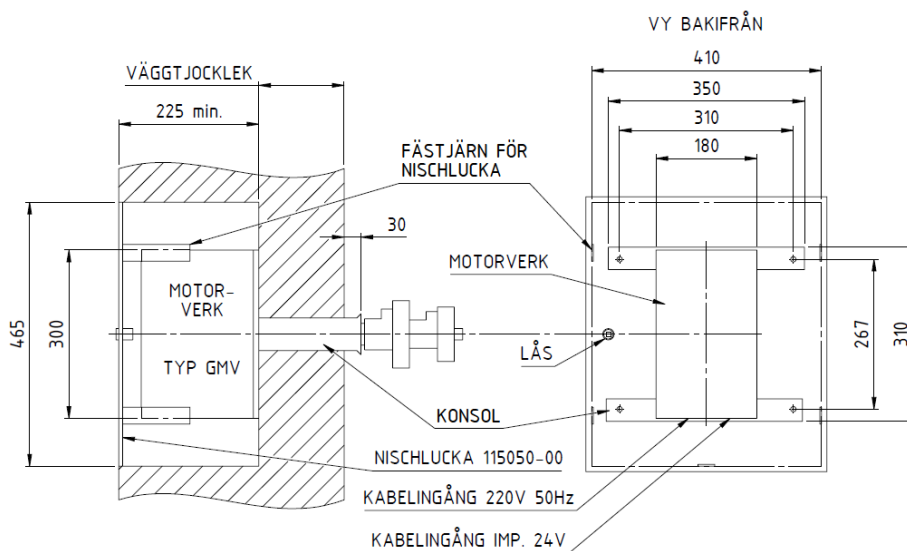 VY BAKIFRÅN
410
VÄGGTJOCKLEK
350
225 min.
310
180
FÄSTJÄRN FÖR
NISCHLUCKA
30
MOTORVERK
MOTOR-
VERK
465
300
267
310
TYP GMV
LÅS
KONSOL
NISCHLUCKA 115050-00
KABELINGÅNG 220V 50Hz
KABELINGÅNG IMP. 24V